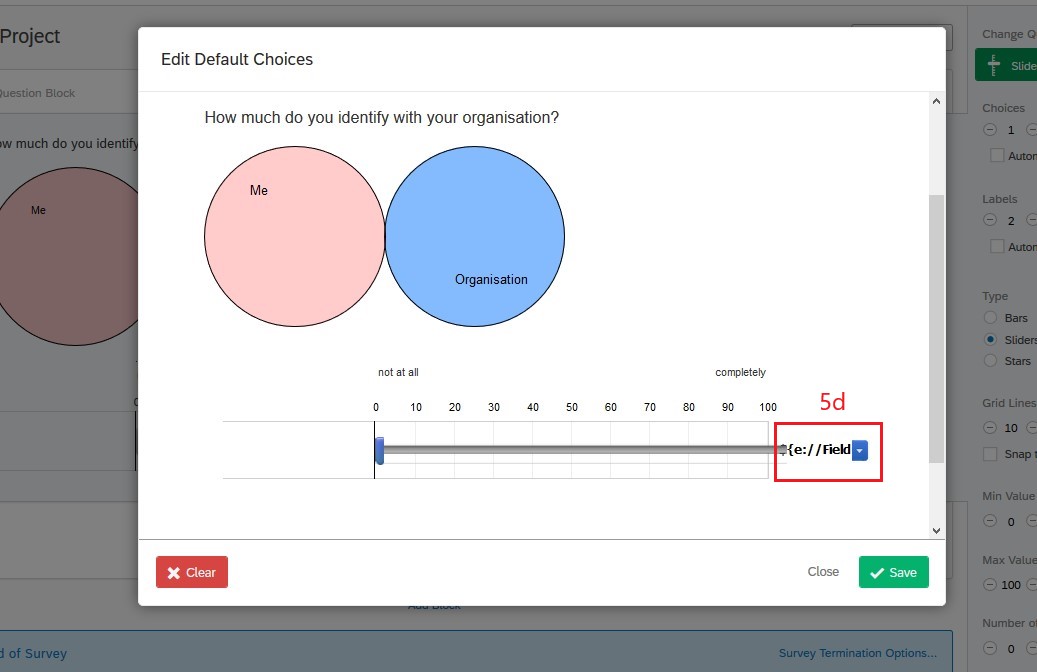 Project
Edit Default Choices
Change Q
Slide
Question Block
Choices
1
Autom
How much do you identify with your organisation?
ow much do you identify
Me
Organisation
Me
Labels
2
Autom
Type
Bars
Sliders
Stars
not at all completely
0 10 20 30 40 50 60 70 80 90 100
5d
{e://Field
Grid Lines
10
Snap t
Min Value
0
Max Value
100
Number of
0
Clear
Close
Save
Add Block
d of Survey
Survey Termination Options...